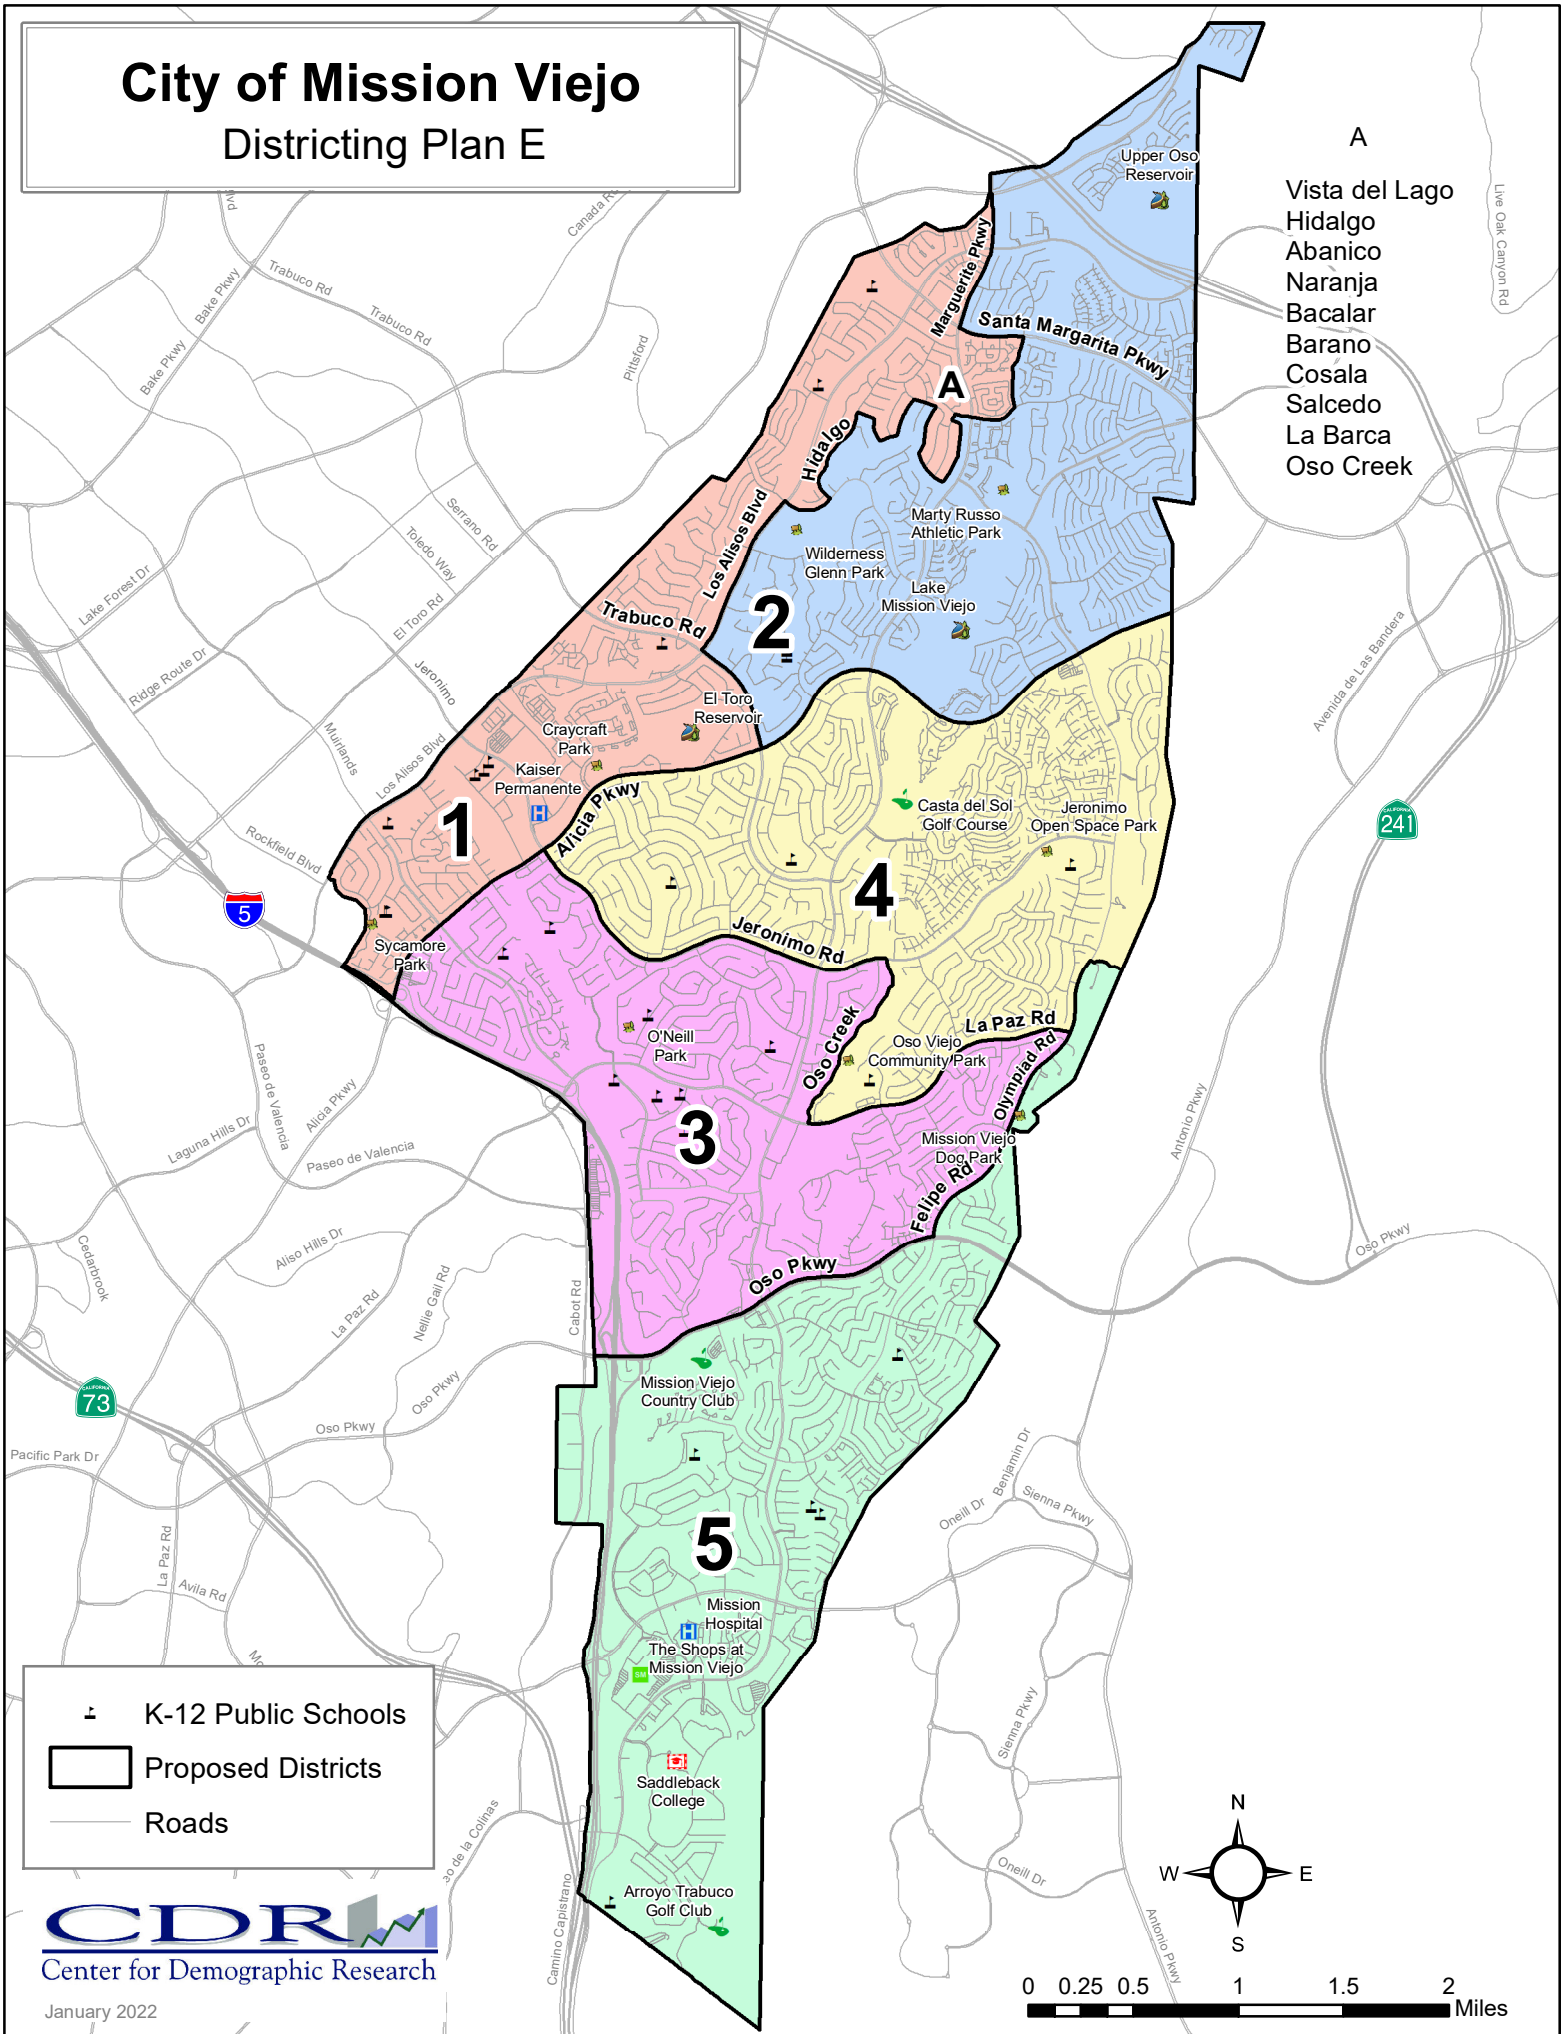 City of Mission Viejo
Districting Plan E
A
Vista del Lago
Hidalgo
Abanico
Naranja
Bacalar
Barano
Cosala
Salcedo
La Barca
Oso Creek
Live Oak Canyon Rd
Upper Oso
Reservoir
Canada Rd
lvd
Trabuco Rd
Bake Pkwy
Trabuco Rd
Bake Pkwy
Pittsford
Marguerite Pkwy
Santa Margarita Pkwy
A
Hidalgo
Los Alisos Blvd
Serrano Rd
Toledo Way
Marty Russo
Athletic Park
Wilderness
Glenn Park
Lake
Mission Viejo
2
Trabuco Rd
Lake Forest Dr
El Toro Rd
Ridge Route Dr
Jeronimo
Avenida de Las Bandera
El Toro
Reservoir
Craycraft
Park
Kaiser
Permanente
Muirlands
Los Alisos Blvd
Alicia Pkwy
Casta del Sol
Golf Course
Jeronimo
Open Space Park
CALIFORNIA
241
1
Rockfield Blvd
5
4
Jeronimo Rd
Sycamore
Park
O'Neill
Park
Oso Creek
La Paz Rd
Oso Viejo
Community Park
Olympiad Rd
Paseo de Valencia
Alicia Pkwy
Laguna Hills Dr
Paseo de Valencia
3
Mission Viejo
Dog Park
Felipe Rd
Antonio Pkwy
Oso Pkwy
Aliso Hills Dr
Cedarbrook
Nellie Gail Rd
La Paz Rd
Cabot Rd
Oso Pkwy
CALIFORNIA
73
Mission Viejo
Country Club
Oso Pkwy
Oso Pkwy
Pacific Park Dr
Benjamin Dr
Oneill Dr
Sienna Pkwy
5
La Paz Rd
Avila Rd
Mission
Hospital
The Shops at
Mission Viejo
SM
Mo
Sienna Pkwy
K-12 Public Schools
Proposed Districts
Roads
Saddleback
College
so de la Colinas
Oneill Dr
Arroyo Trabuco
Golf Club
Camino Capistrano
Antonio Pkwy
N
W
E
S
CDR
Center for Demographic Research
January 2022
0 0.25 0.5 1 1.5 2
Miles
H
H